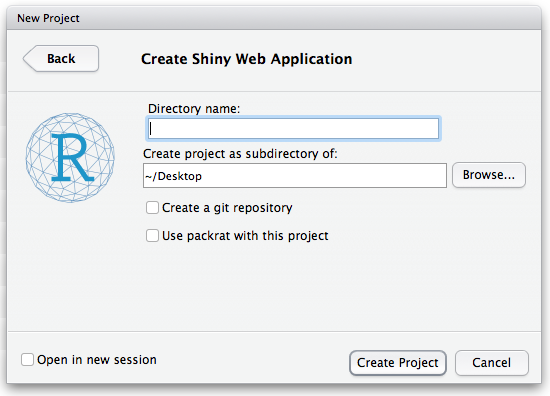 New Project
Back
Create Shiny Web Application
Directory name:
R
Create project as subdirectory of:
~/Desktop
Browse...
Create a git repository
Use packrat with this project
Open in new session
Create Project
Cancel